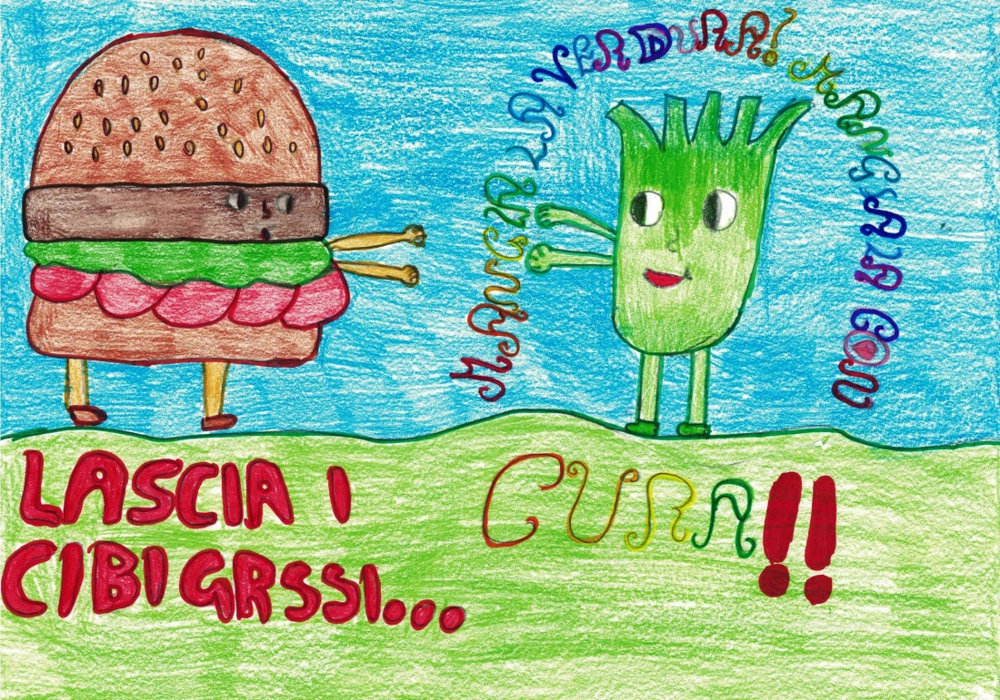 LASCIA I
CIBI GRSSI...
MANGIA LA VERDURA! MANGIALA CON
CURA!!